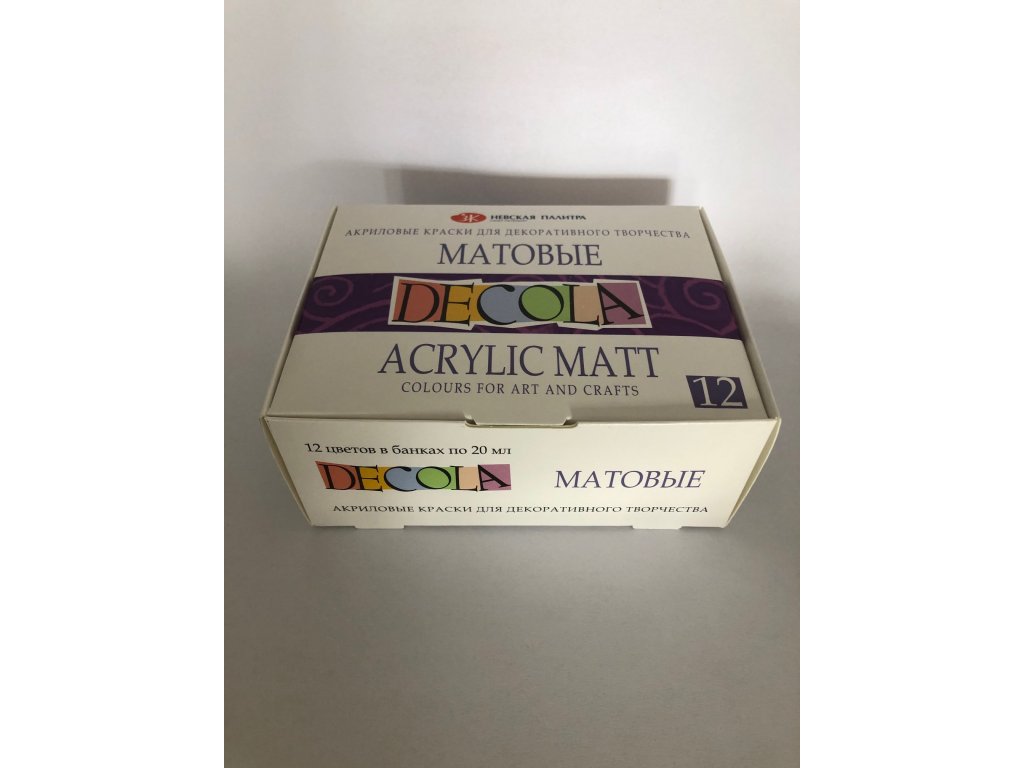 ЗХК НЕВСКАЯ ПАЛИТРА
АКРИЛОВЫЕ КРАСКИ ДЛЯ ДЕКОРАТИВНОГО ТВОРЧЕСТВА
МАТОВЫЕ
DECOLA
ACRYLIC MATT
COLOURS FOR ART AND CRAFTS
12
12 цветов в банках по 20 мл
DECOLA
МАТОВЫЕ
АКРИЛОВЫЕ КРАСКИ ДЛЯ ДЕКОРАТИВНОГО ТВОРЧЕСТВА